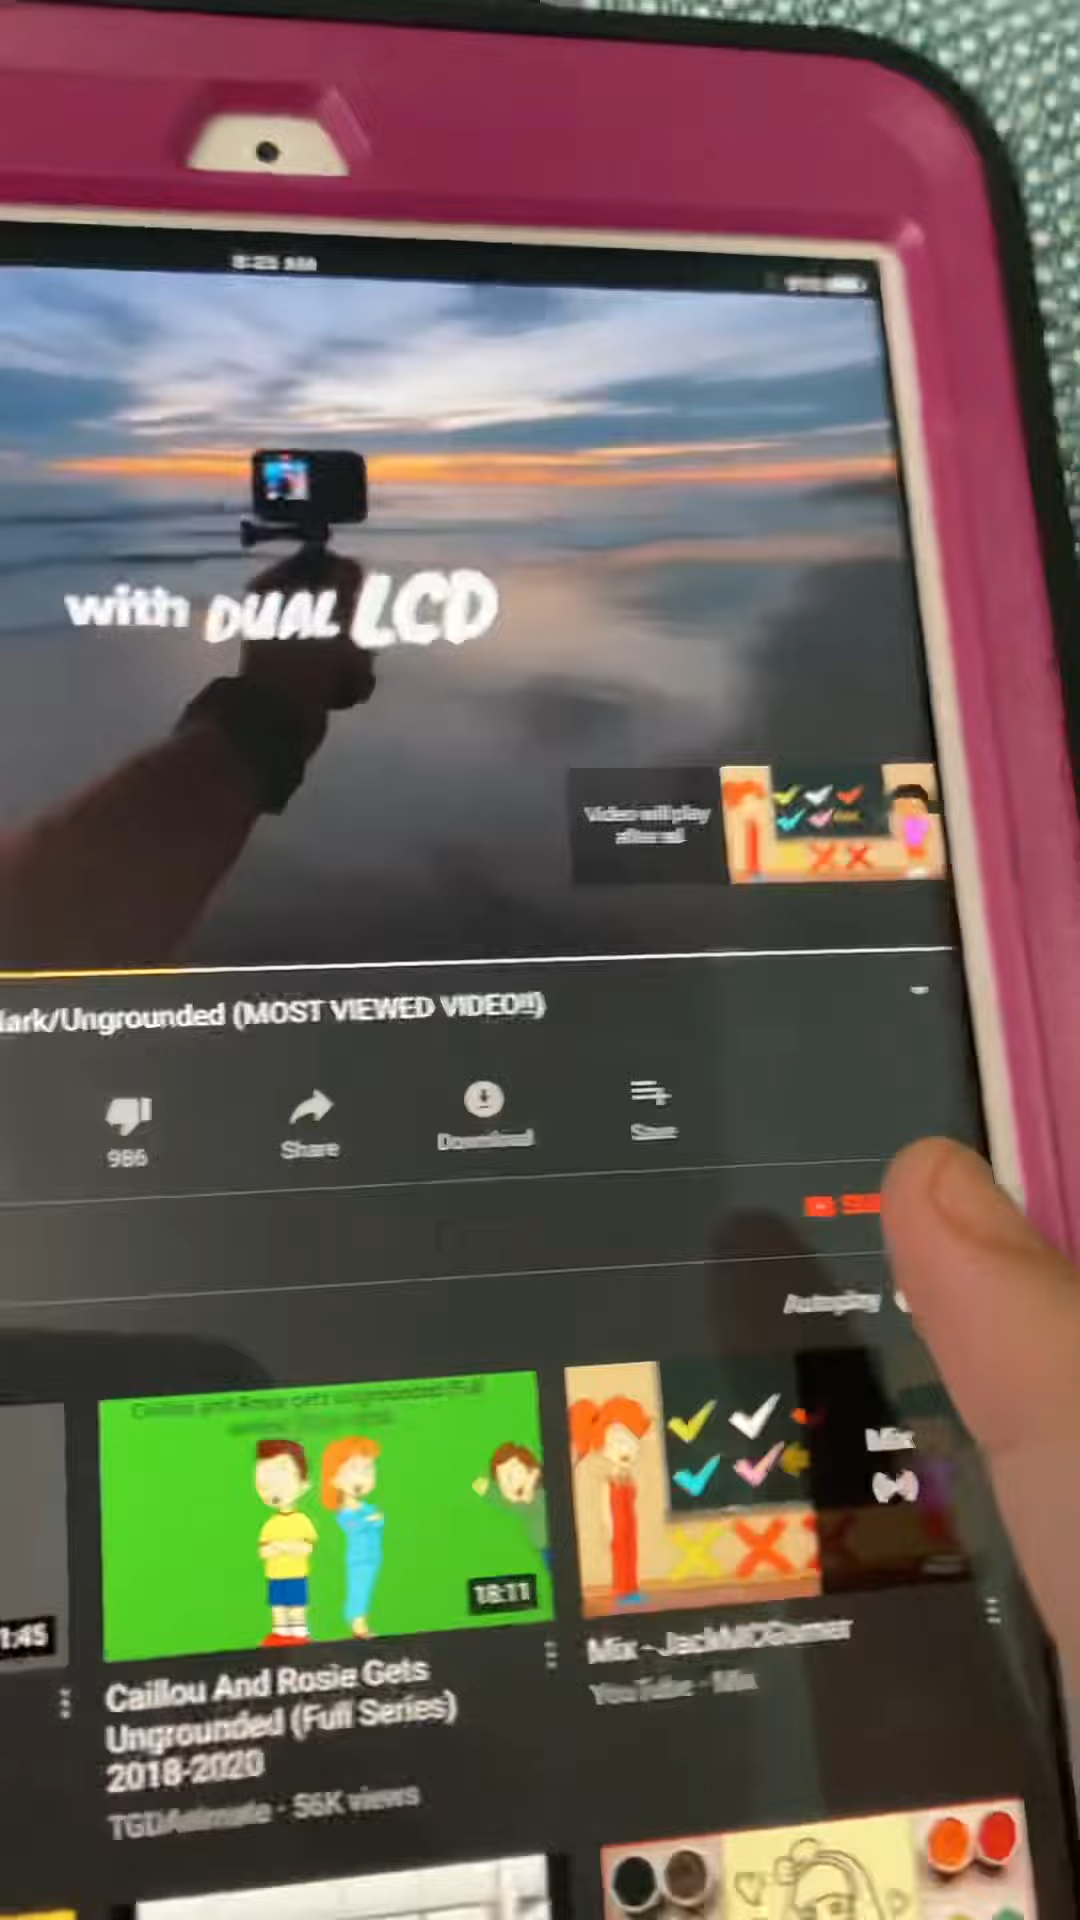 with DUAL LCD
Video will play
after ad
/Ungrounded (MOST VIEWED VIDEO!!)
986
Share
Download
Save
Autoplay
18:11
Mix
1:45
Caillou And Rosie Gets
Ungrounded (Full Series)
2018-2020
TGDAnimate · 56K views
Mix - JackMCGamer
YouTube · Mix